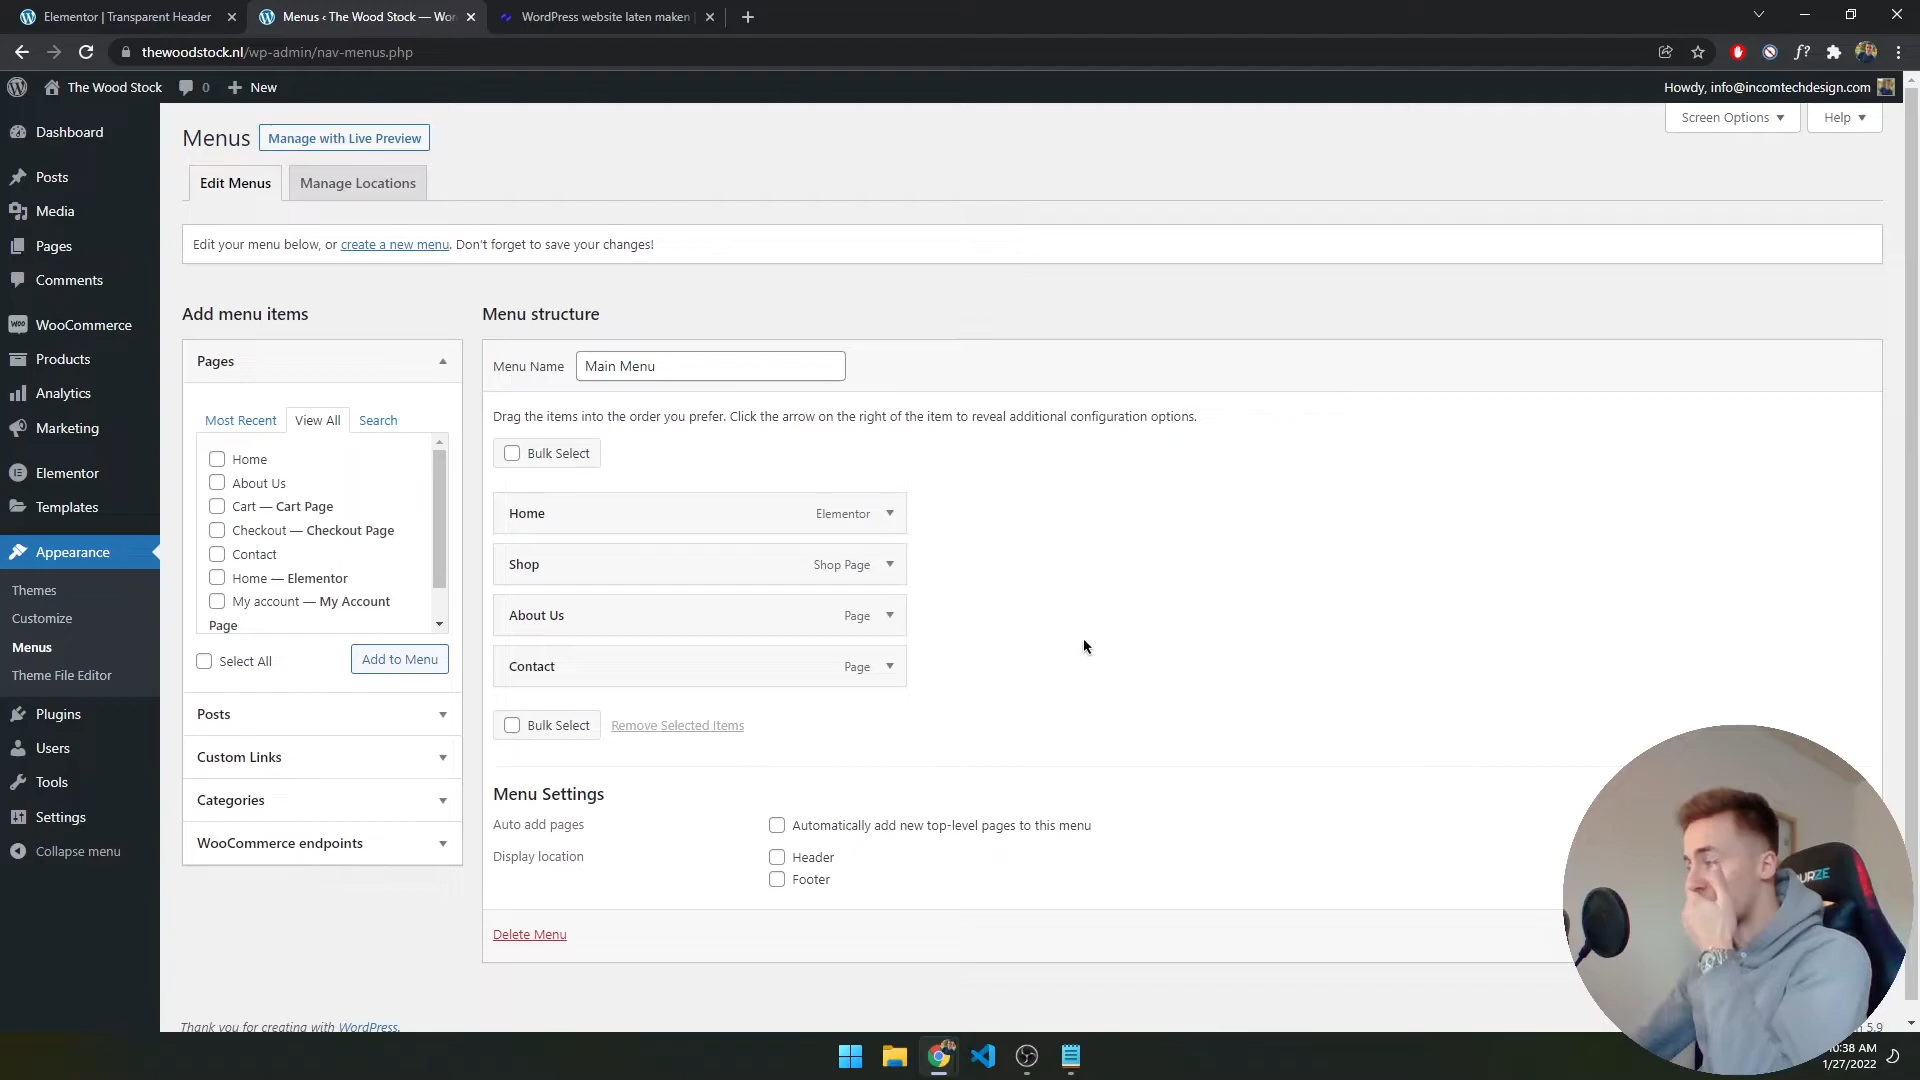 Elementor | Transparent Header
Menus ‹ The Wood Stock — Wor
WordPress website laten maken |
thewoodstock.nl/wp-admin/nav-menus.php
The Wood Stock
0
New
Howdy, info@incomtechdesign.com
Dashboard
Posts
Media
Pages
Comments
WooCommerce
Products
Analytics
Marketing
Elementor
Templates
Appearance
Themes
Customize
Menus
Theme File Editor
Plugins
Users
Tools
Settings
Collapse menu
Menus
Manage with Live Preview
Screen Options
Help
Edit Menus
Manage Locations
Edit your menu below, or create a new menu. Don't forget to save your changes!
Add menu items
Pages
Most Recent
View All
Search
Home
About Us
Cart — Cart Page
Checkout — Checkout Page
Contact
Home — Elementor
My account — My Account
Page
Select All
Add to Menu
Posts
Custom Links
Categories
WooCommerce endpoints
Menu structure
Menu Name
Main Menu
Drag the items into the order you prefer. Click the arrow on the right of the item to reveal additional configuration options.
Bulk Select
Home
Elementor
Shop
Shop Page
About Us
Page
Contact
Page
Bulk Select
Remove Selected Items
Menu Settings
Auto add pages
Automatically add new top-level pages to this menu
Display location
Header
Footer
Delete Menu
Thank you for creating with WordPress.
5.9
0:38 AM
1/27/2022